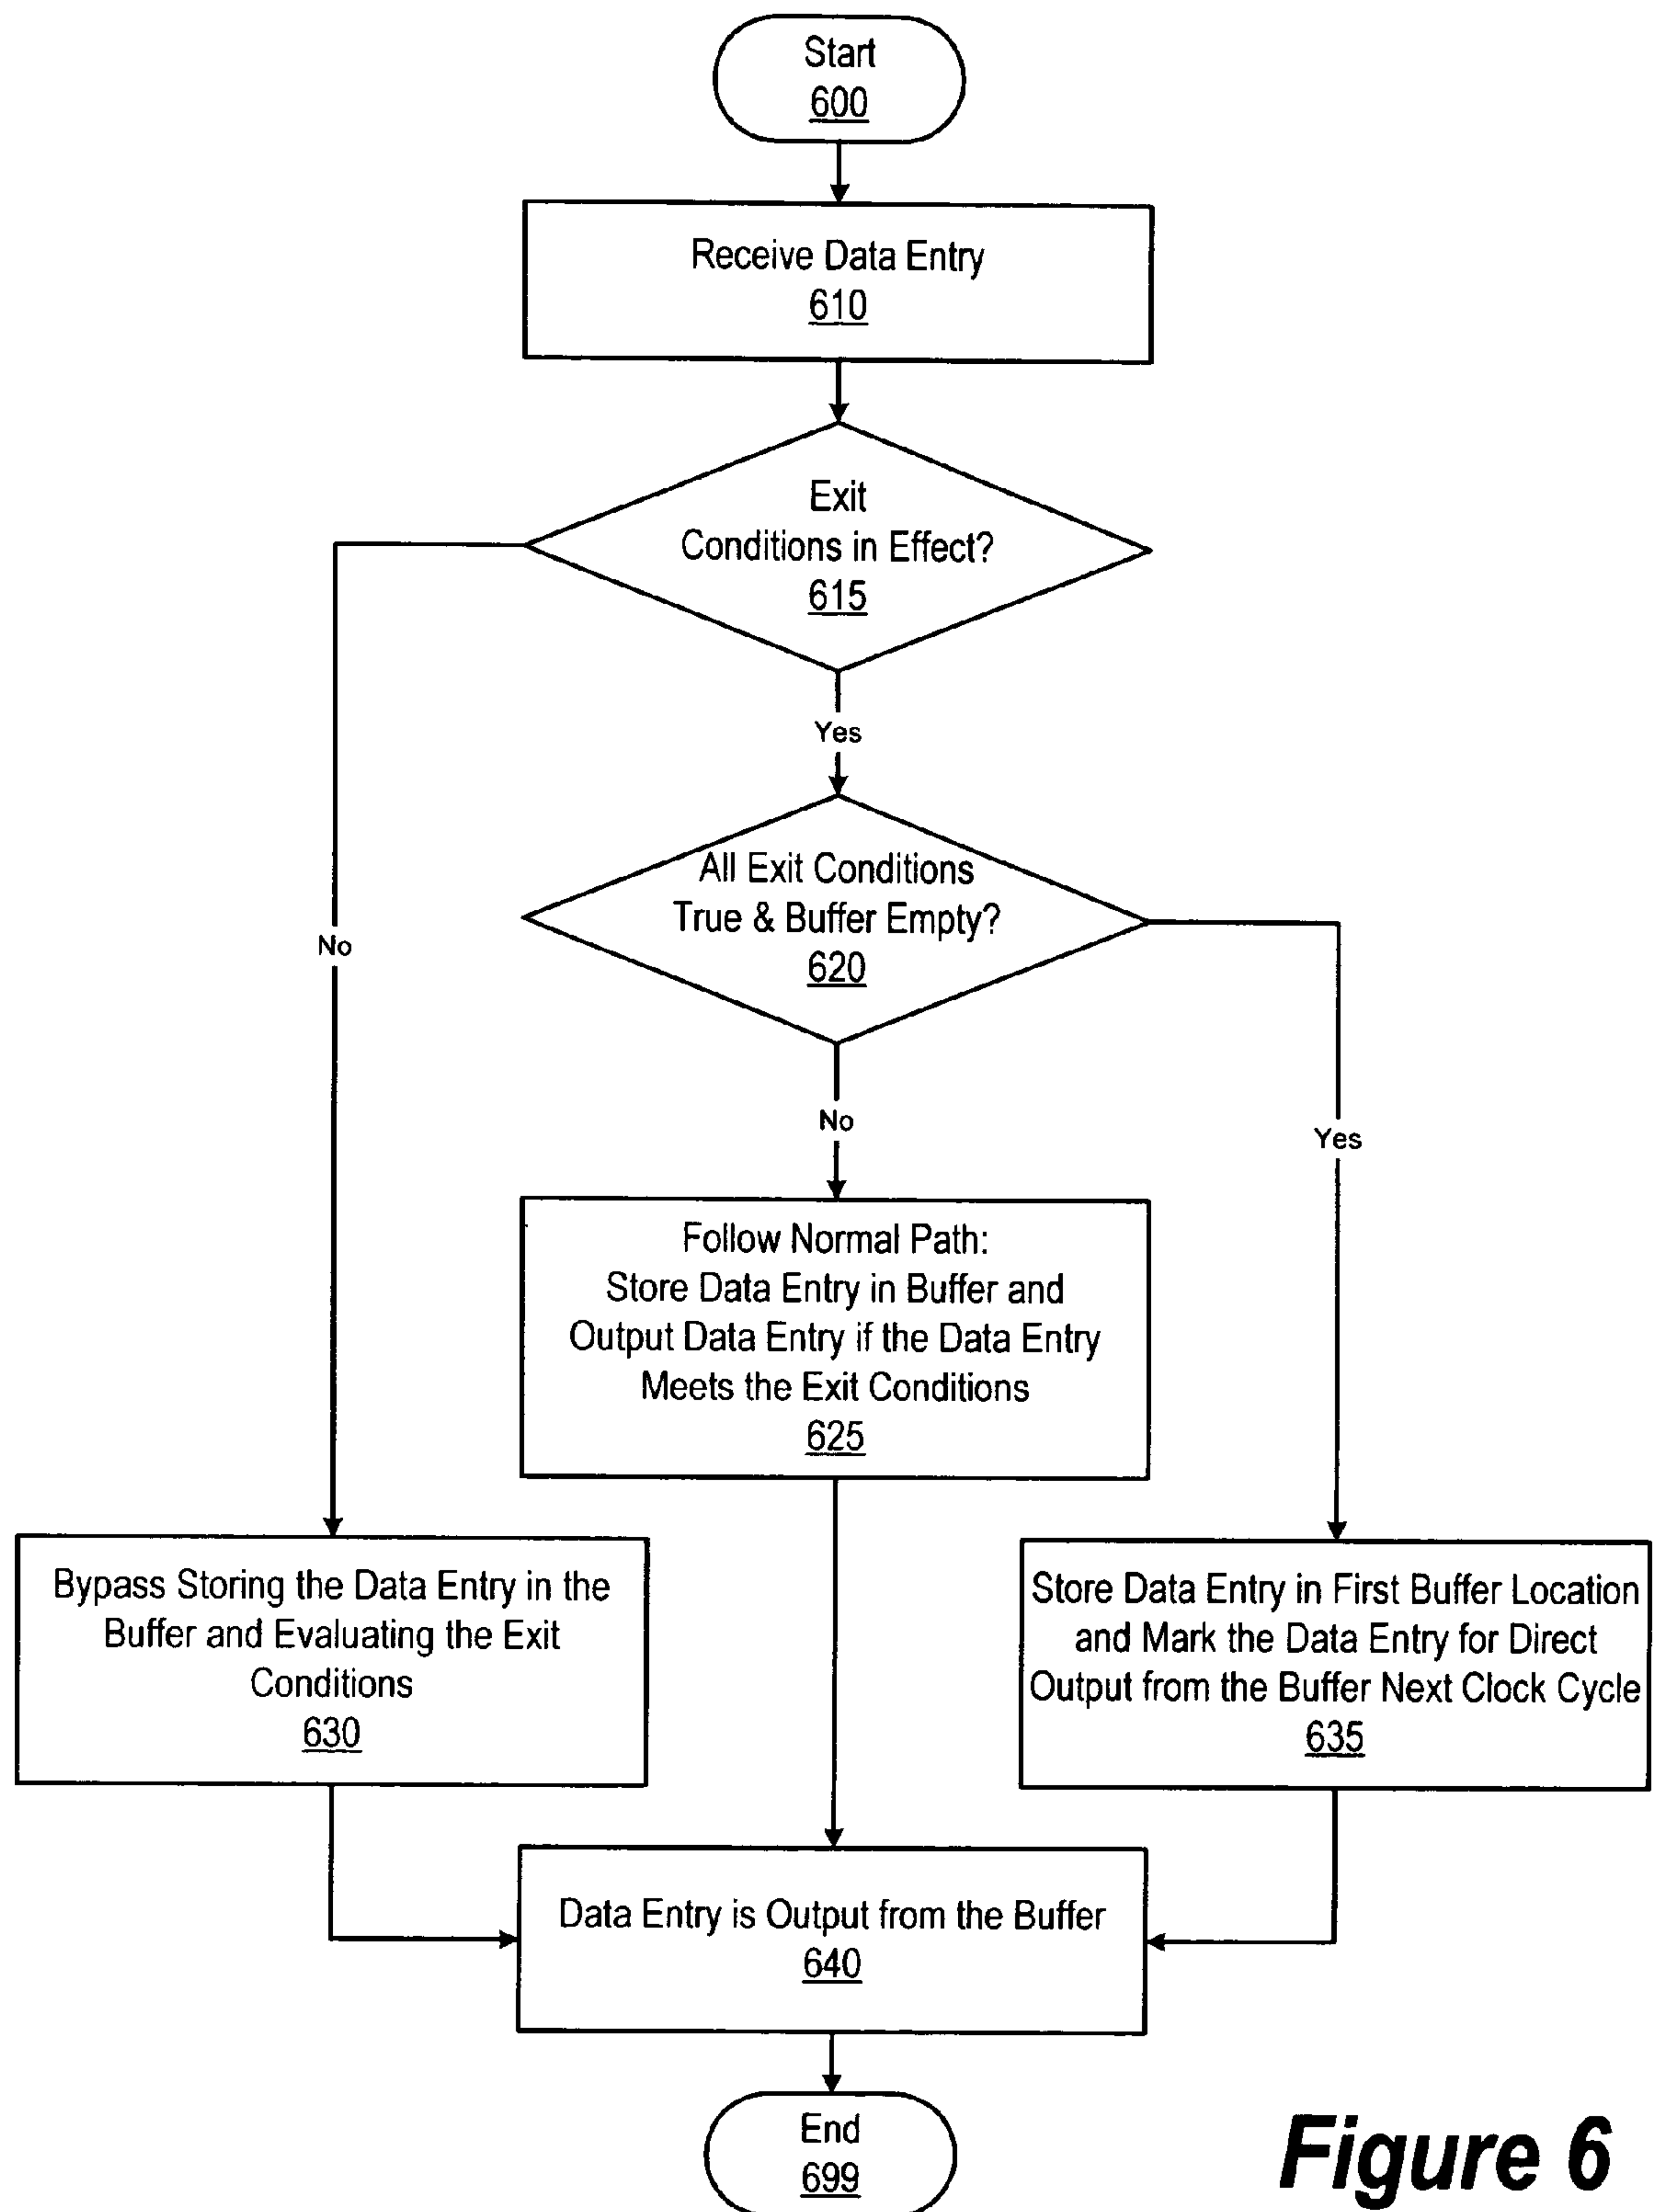 Start
600
Receive Data Entry
610
Exit
Conditions in Effect?
615
Yes
All Exit Conditions
True & Buffer Empty?
620
No
No
Yes
Follow Normal Path:
Store Data Entry in Buffer and
Output Data Entry if the Data Entry
Meets the Exit Conditions
625
Bypass Storing the Data Entry in the
Buffer and Evaluating the Exit
Conditions
630
Store Data Entry in First Buffer Location
and Mark the Data Entry for Direct
Output from the Buffer Next Clock Cycle
635
Data Entry is Output from the Buffer
640
End
699
Figure 6